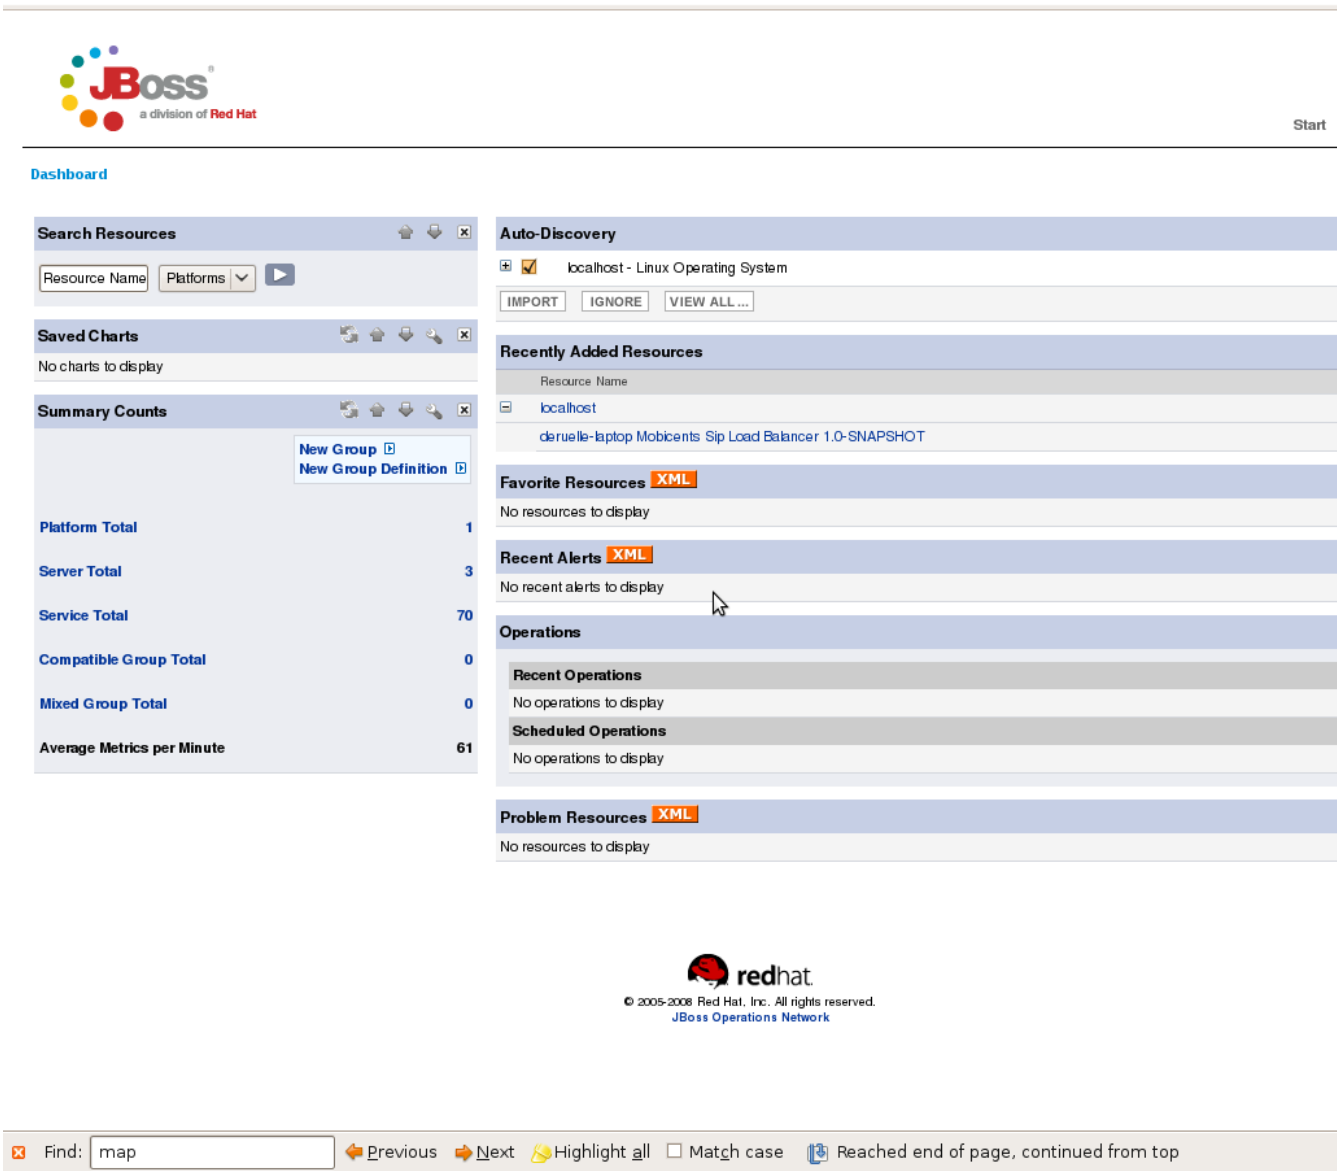 JBoss®
a division of Red Hat
Start
Dashboard
Search Resources
Resource Name Platforms
Saved Charts
No charts to display
Summary Counts
New Group
New Group Definition
Platform Total 1
Server Total 3
Service Total 70
Compatible Group Total 0
Mixed Group Total 0
Average Metrics per Minute 61
Auto-Discovery
localhost - Linux Operating System
IMPORT IGNORE VIEW ALL ...
Recently Added Resources
Resource Name
localhost
deruelle-laptop Mobicents Sip Load Balancer 1.0-SNAPSHOT
Favorite Resources XML
No resources to display
Recent Alerts XML
No recent alerts to display
Operations
Recent Operations
No operations to display
Scheduled Operations
No operations to display
Problem Resources XML
No resources to display
redhat.
© 2005-2008 Red Hat, Inc. All rights reserved.
JBoss Operations Network
Find: map Previous Next Highlight all Match case Reached end of page, continued from top